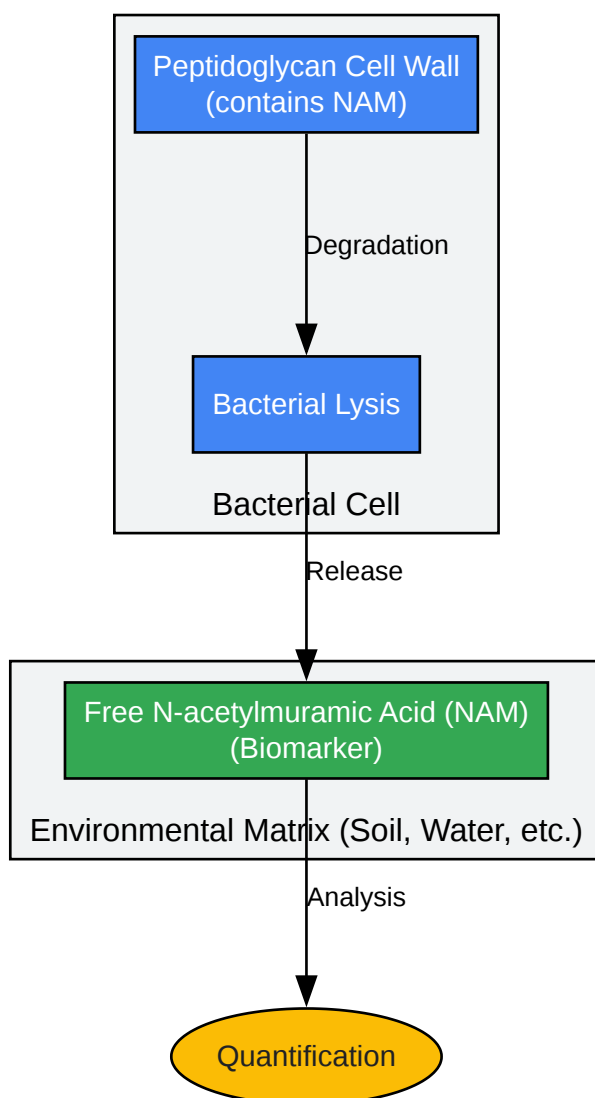 Peptidoglycan Cell Wall
(contains NAM)
Degradation
Bacterial Lysis
Bacterial Cell
Release
Free N-acetylmuramic Acid (NAM)
(Biomarker)
Environmental Matrix (Soil, Water, etc.)
Analysis
Quantification